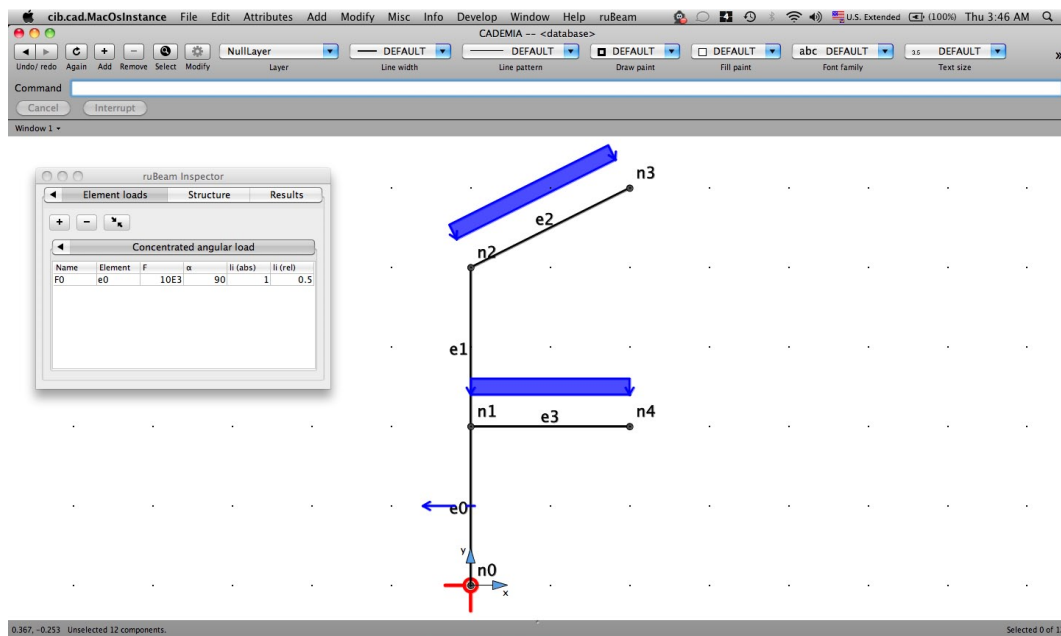 cib.cad.MacOsInstance File Edit Attributes Add Modify Misc Info Develop Window Help ruBeam U.S. Extended (100%) Thu 3:46 AM
CADEMIA -- <database>
NullLayer DEFAULT DEFAULT DEFAULT DEFAULT abc DEFAULT 3.5 DEFAULT »
Undo/ redo Again Add Remove Select Modify Layer Line width Line pattern Draw paint Fill paint Font family Text size
Command
Cancel Interrupt
Window 1
ruBeam Inspector
Element loads Structure Results
+ -
Concentrated angular load
Name Element F α li (abs) li (rel)
F0 e0 10E3 90 1 0.5
n3
e2
n2
e1
n1 e3 n4
e0
y
n0
x
0.367, -0.253 Unselected 12 components. Selected 0 of 1